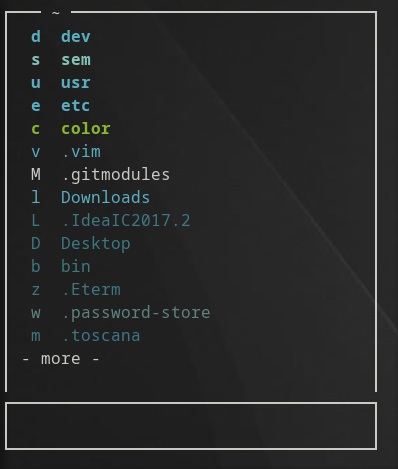 ~
d dev
s sem
u usr
e etc
c color
v .vim
M .gitmodules
l Downloads
L .IdeaIC2017.2
D Desktop
b bin
z .Eterm
w .password-store
m .toscana
- more -